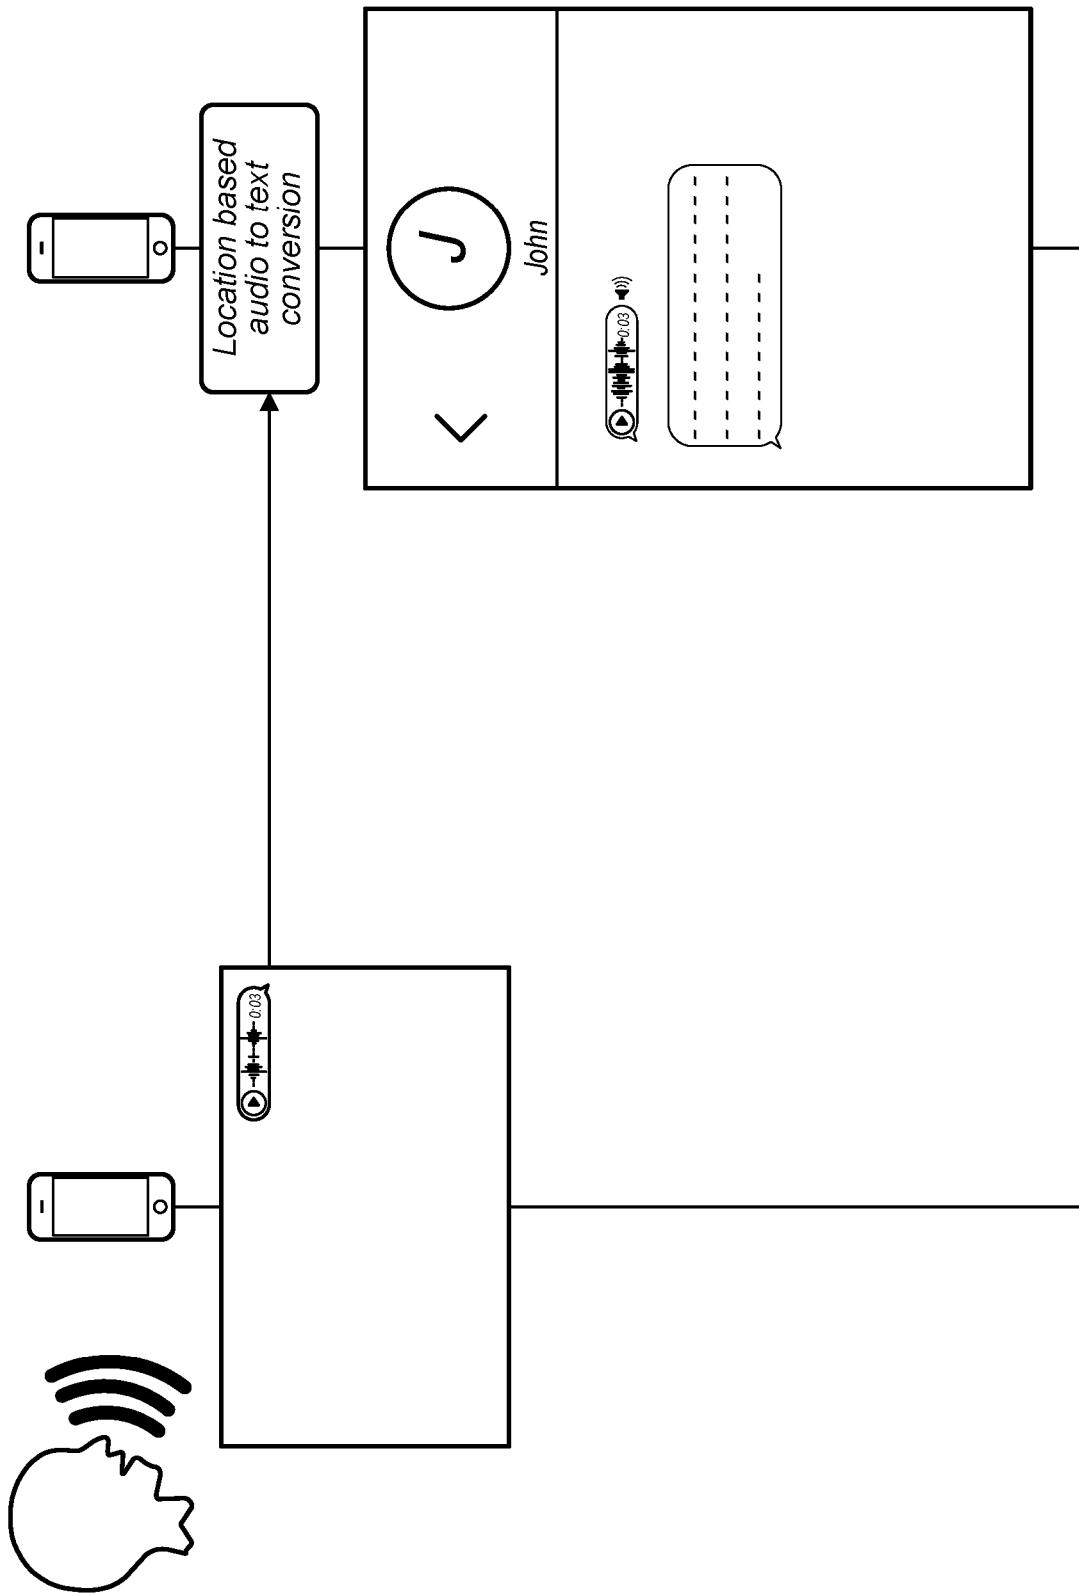 0:03
Location based
audio to text
conversion
J
John
0:03